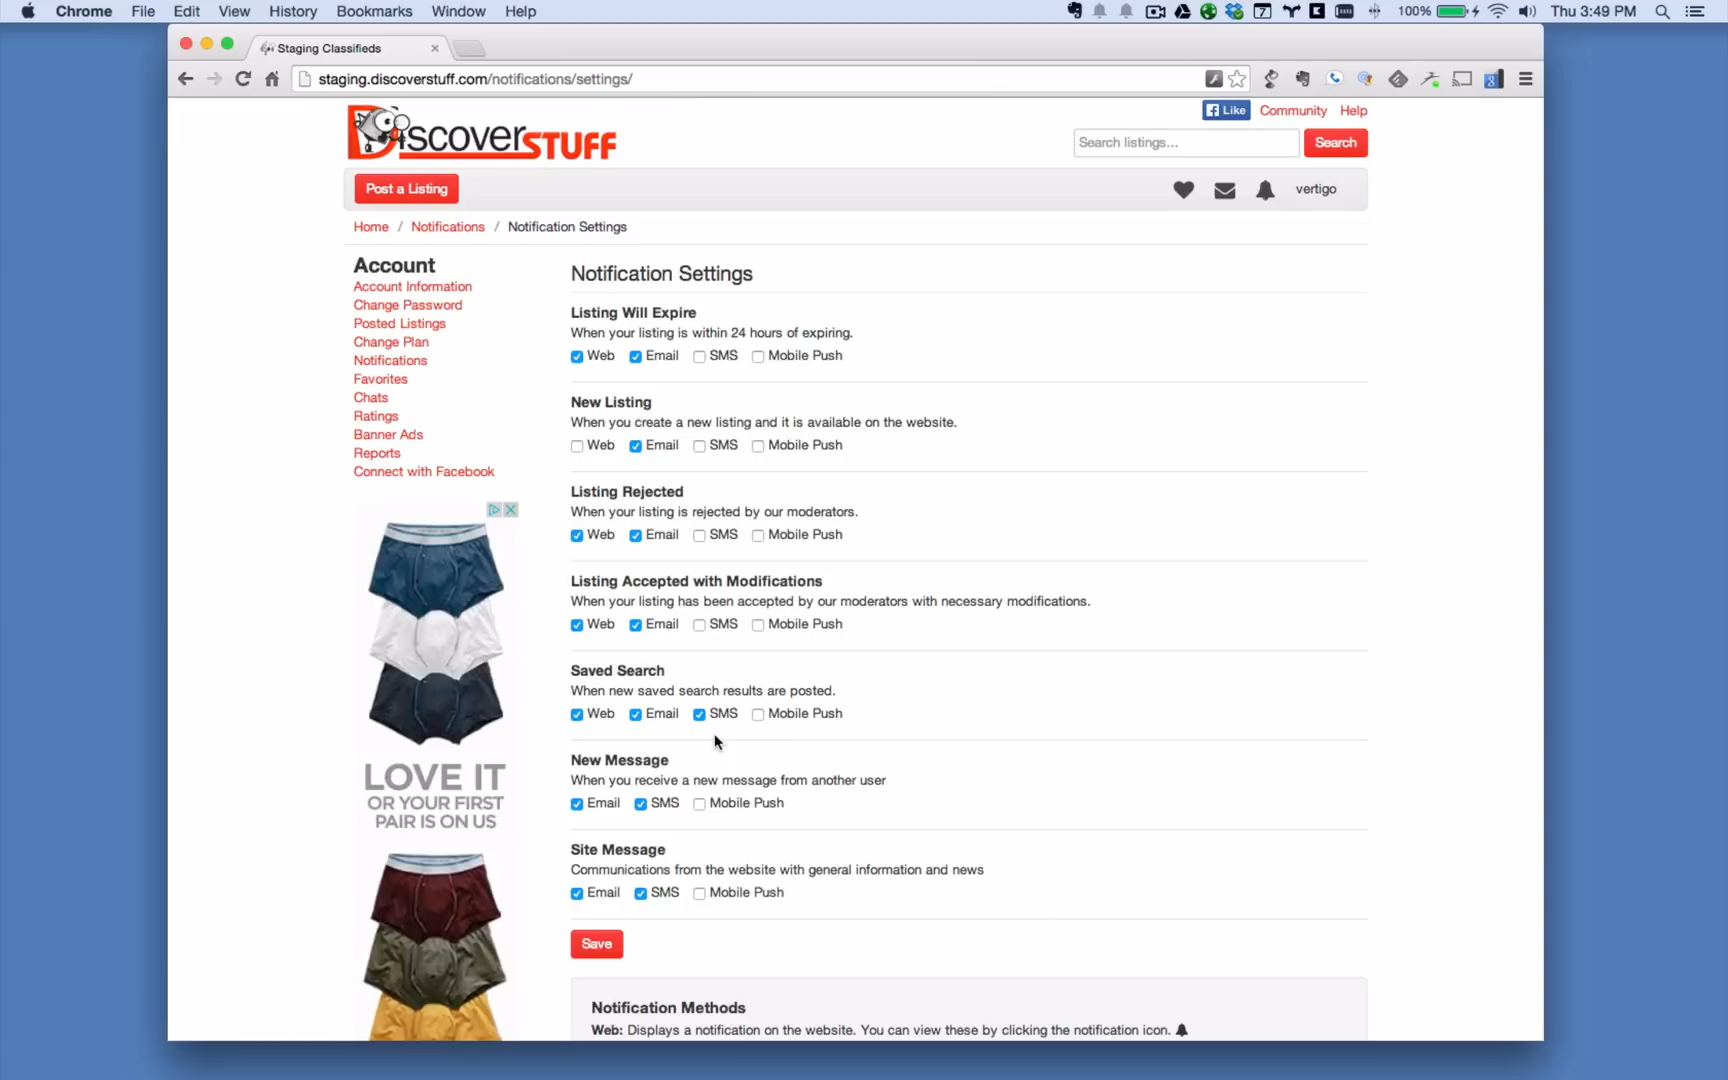 Chrome File Edit View History Bookmarks Window Help
7 100% Thu 3:49 PM
Staging Classifieds
staging.discoverstuff.com/notifications/settings/
DiscoverSTUFF
Like Community Help
Search listings... Search
Post a Listing vertigo
Home / Notifications / Notification Settings
Account
Account Information
Change Password
Posted Listings
Change Plan
Notifications
Favorites
Chats
Ratings
Banner Ads
Reports
Connect with Facebook
LOVE IT
OR YOUR FIRST
PAIR IS ON US
Notification Settings
Listing Will Expire
When your listing is within 24 hours of expiring.
Web Email SMS Mobile Push
New Listing
When you create a new listing and it is available on the website.
Web Email SMS Mobile Push
Listing Rejected
When your listing is rejected by our moderators.
Web Email SMS Mobile Push
Listing Accepted with Modifications
When your listing has been accepted by our moderators with necessary modifications.
Web Email SMS Mobile Push
Saved Search
When new saved search results are posted.
Web Email SMS Mobile Push
New Message
When you receive a new message from another user
Email SMS Mobile Push
Site Message
Communications from the website with general information and news
Email SMS Mobile Push
Save
Notification Methods
Web: Displays a notification on the website. You can view these by clicking the notification icon.